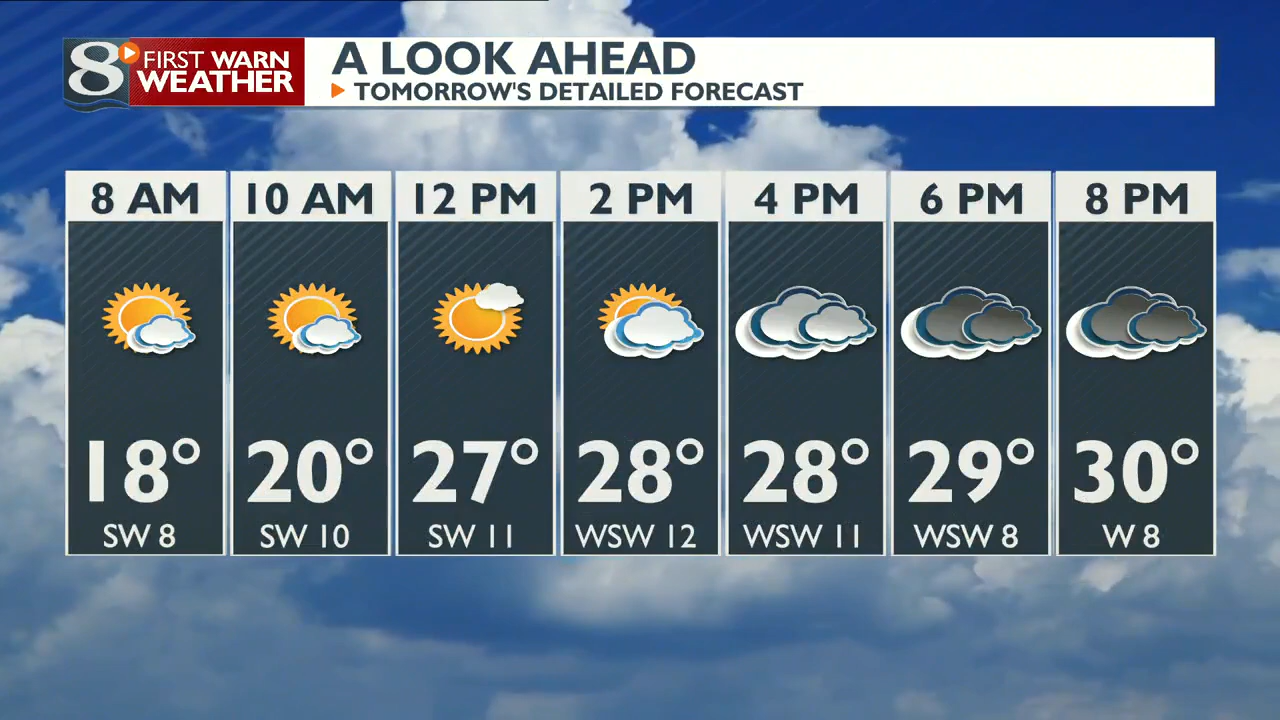 8 FIRST WARN
WEATHER
A LOOK AHEAD
TOMORROW'S DETAILED FORECAST
8 AM 10 AM 12 PM 2 PM 4 PM 6 PM 8 PM
18° 20° 27° 28° 28° 29° 30°
SW 8 SW 10 SW 11 WSW 12 WSW 11 WSW 8 W 8